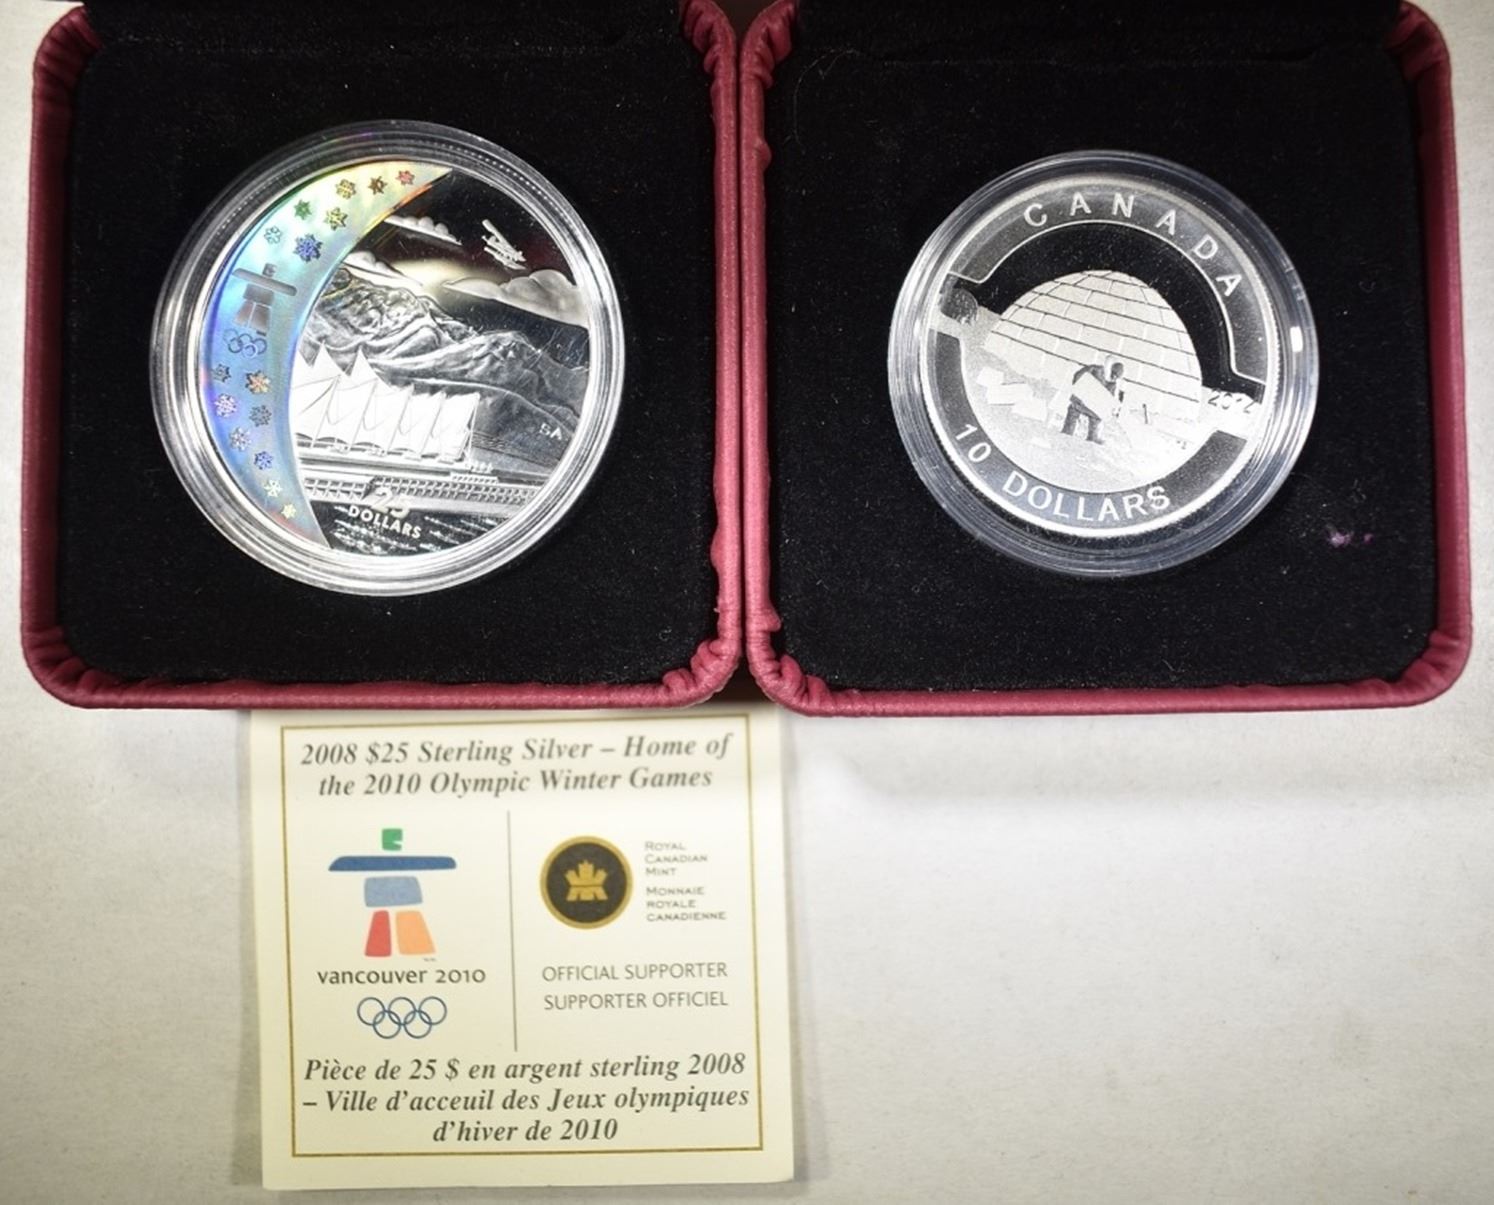 25
DOLLARS
BA
CANADA
10 DOLLARS
2008 $25 Sterling Silver – Home of
the 2010 Olympic Winter Games
vancouver 2010
ROYAL
CANADIAN
MINT
MONNAIE
ROYALE
CANADIENNE
OFFICIAL SUPPORTER
SUPPORTER OFFICIEL
Pièce de 25 $ en argent sterling 2008
– Ville d'acceuil des Jeux olympiques
d'hiver de 2010